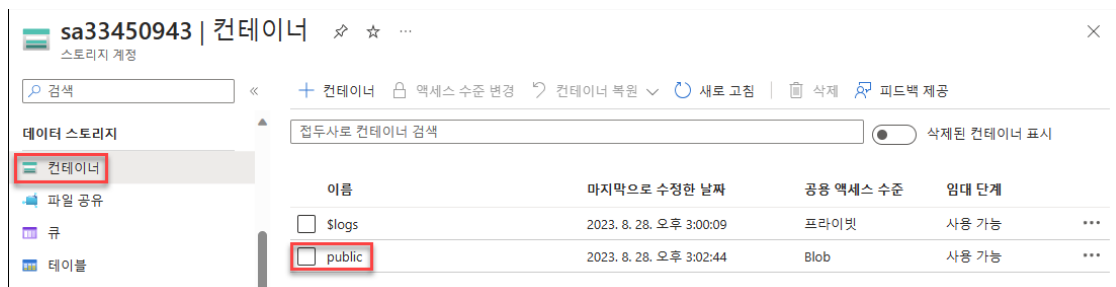 sa33450943 | 컨테이너
스토리지 계정
검색
컨테이너 액세스 수준 변경 컨테이너 복원 새로 고침 삭제 피드백 제공
데이터 스토리지
컨테이너
파일 공유
큐
테이블
접두사로 컨테이너 검색 삭제된 컨테이너 표시
이름 마지막으로 수정한 날짜 공용 액세스 수준 임대 단계
$logs 2023. 8. 28. 오후 3:00:09 프라이빗 사용 가능
public 2023. 8. 28. 오후 3:02:44 Blob 사용 가능